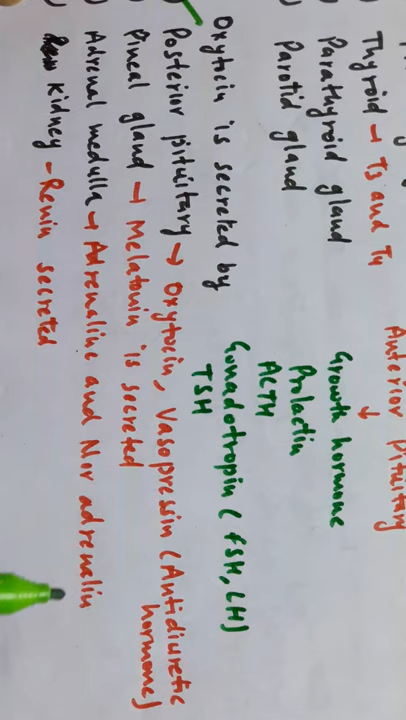 Thyroid → T3 and T4
Parathyroid gland
Parotid gland
Anterior Pituitary
↓
Growth hormone
Prolactin
ACTH
Gonadotropin (FSH, LH)
TSH
Oxytocin is secreted by
Posterior pituitary → Oxytocin, Vasopressin (Antidiuretic
hormone)
Pineal gland → Melatonin is secreted
Adrenal medulla → Adrenaline and Nor adrenalin
Kidney - Renin secreted